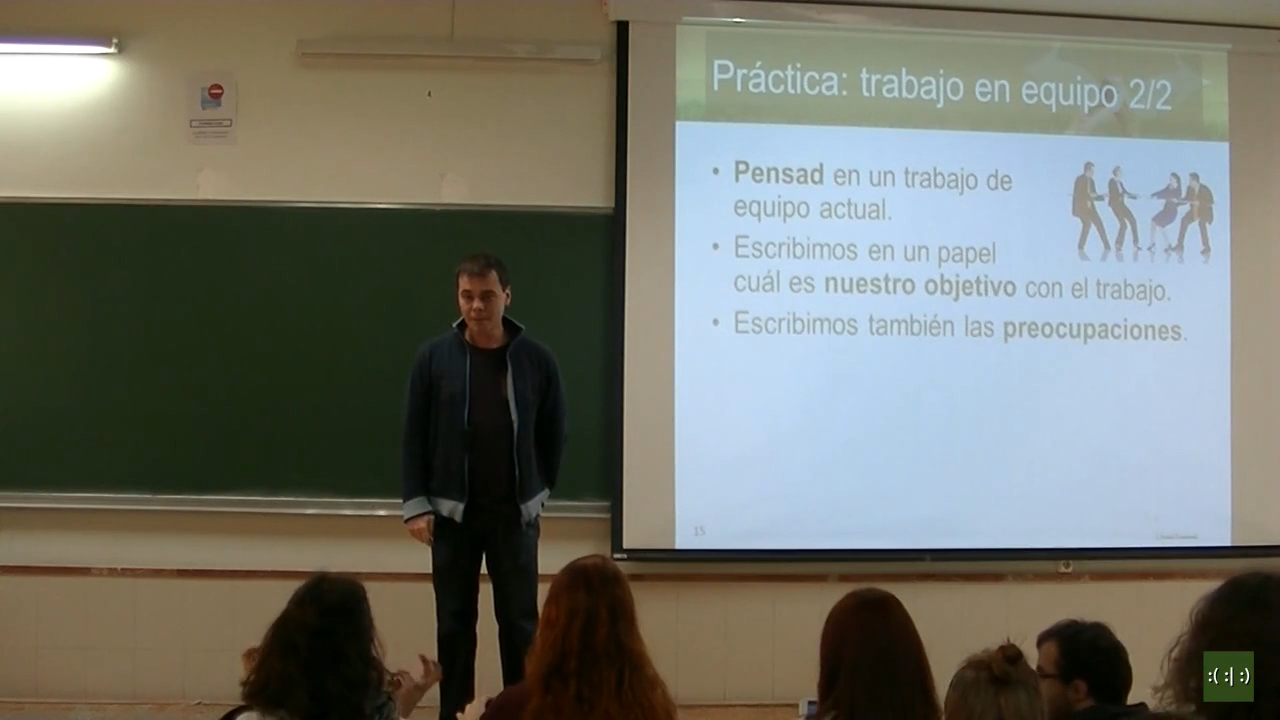 Práctica: trabajo en equipo 2/2
• Pensad en un trabajo de
equipo actual.
• Escribimos en un papel
cuál es nuestro objetivo con el trabajo.
• Escribimos también las preocupaciones.
15
:( :| :)